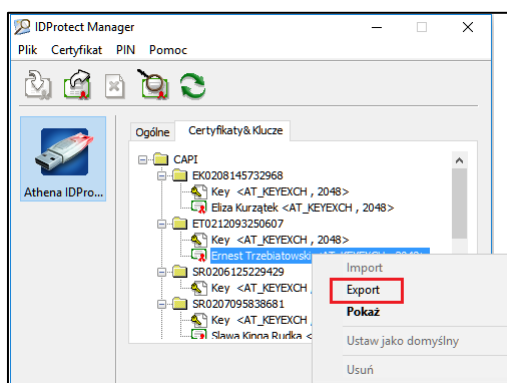 IDProtect Manager
Plik Certyfikat PIN Pomoc
Ogólne Certyfikaty& Klucze
Athena IDPro...
CAPI
EK0208145732968
Key <AT_KEYEXCH , 2048>
Eliza Kurzątek <AT_KEYEXCH , 2048>
ET0212093250607
Key <AT_KEYEXCH , 2048>
Ernest Trzebiatowski <AT_KEYEXCH , 2048>
SR0206125229429
Key <AT_KEYEXCH ,
SR0207095838681
Key <AT_KEYEXCH ,
Sława Kinga Rudka <
Import
Export
Pokaż
Ustaw jako domyślny
Usuń